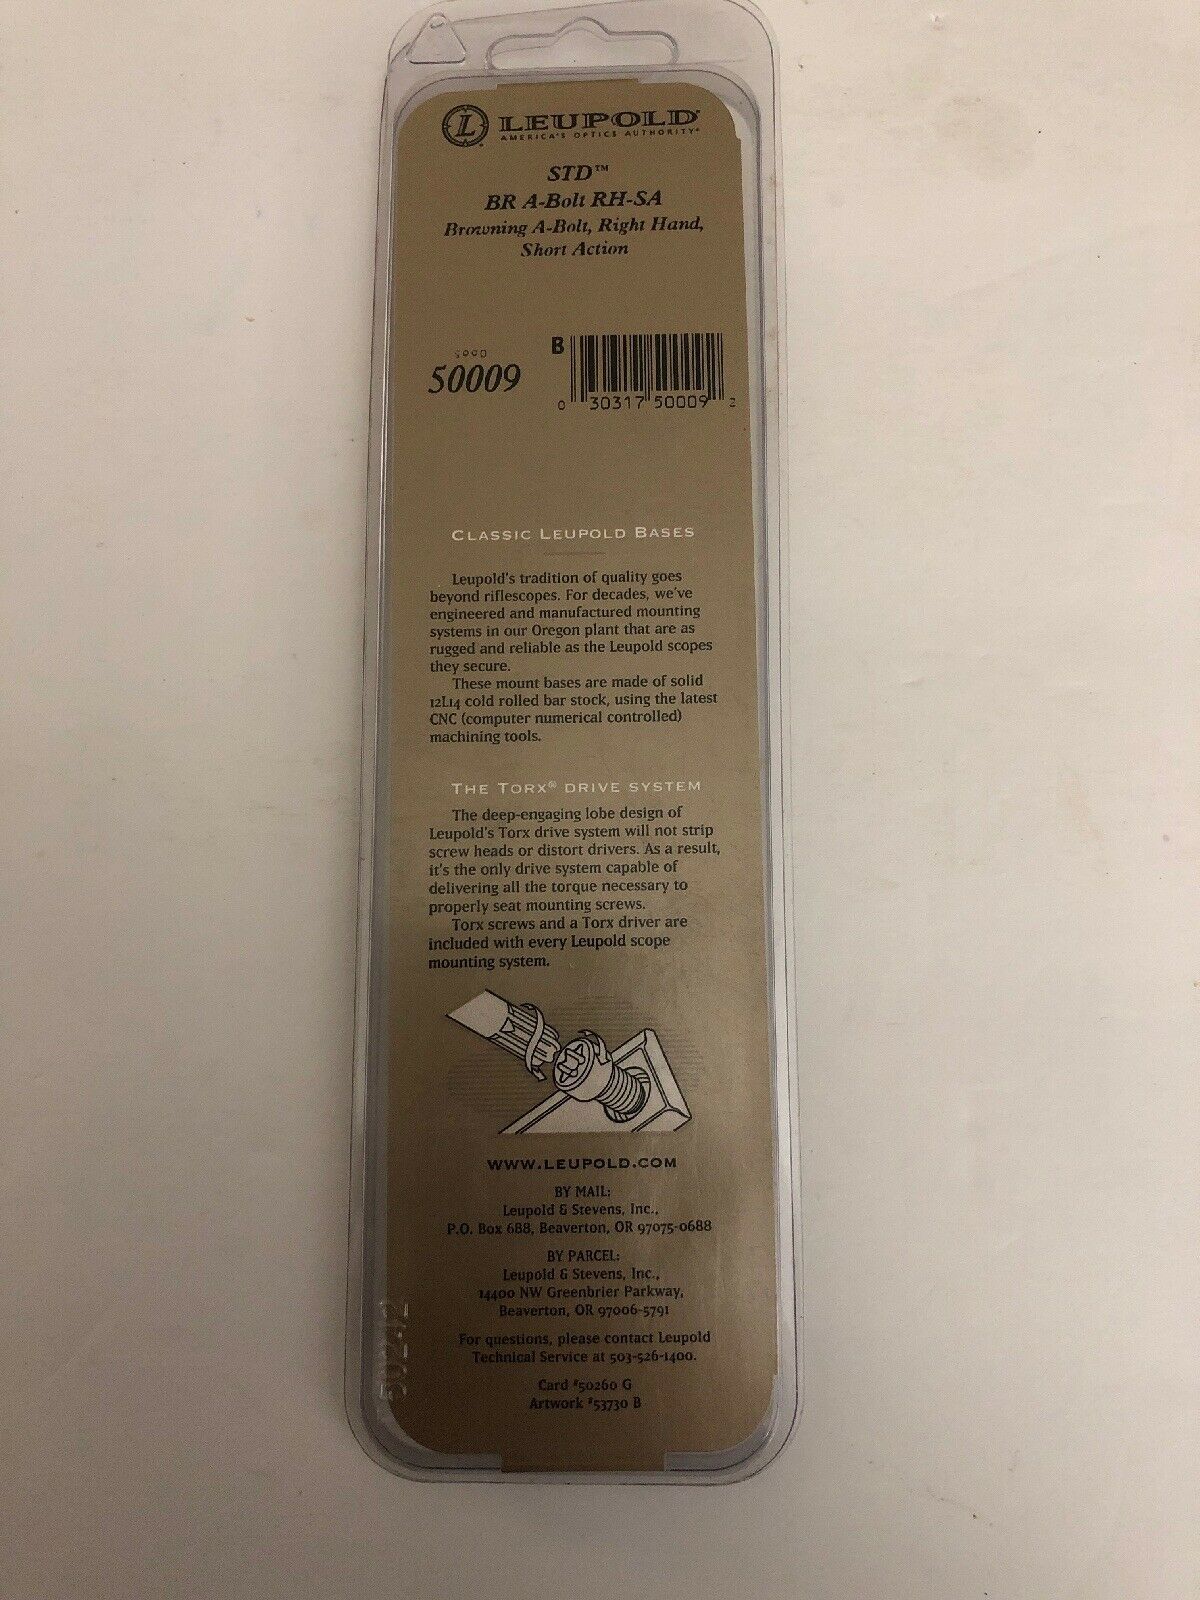 L LEUPOLD®
AMERICA'S OPTICS AUTHORITY®
STD™
BR A-Bolt RH-SA
Browning A-Bolt, Right Hand,
Short Action
50009
B
0 30317 50009 2
CLASSIC LEUPOLD BASES
Leupold's tradition of quality goes
beyond riflescopes. For decades, we've
engineered and manufactured mounting
systems in our Oregon plant that are as
rugged and reliable as the Leupold scopes
they secure.
These mount bases are made of solid
12L14 cold rolled bar stock, using the latest
CNC (computer numerical controlled)
machining tools.
THE TORX® DRIVE SYSTEM
The deep-engaging lobe design of
Leupold's Torx drive system will not strip
screw heads or distort drivers. As a result,
it's the only drive system capable of
delivering all the torque necessary to
properly seat mounting screws.
Torx screws and a Torx driver are
included with every Leupold scope
mounting system.
WWW.LEUPOLD.COM
BY MAIL:
Leupold & Stevens, Inc.,
P.O. Box 688, Beaverton, OR 97075-0688
BY PARCEL:
Leupold & Stevens, Inc.,
14400 NW Greenbrier Parkway,
Beaverton, OR 97006-5791
For questions, please contact Leupold
Technical Service at 503-526-1400.
Card #50260 G
Artwork #53730 B